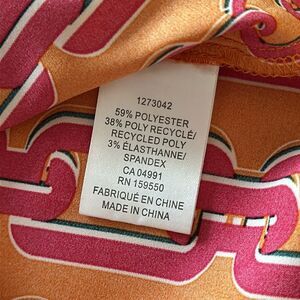 1273042
59% POLYESTER
38% POLY RECYCLÉ/
RECYCLED POLY
3% ÉLASTHANNE/
SPANDEX
CA 04991
RN 159550
FABRIQUÉ EN CHINE
MADE IN CHINA